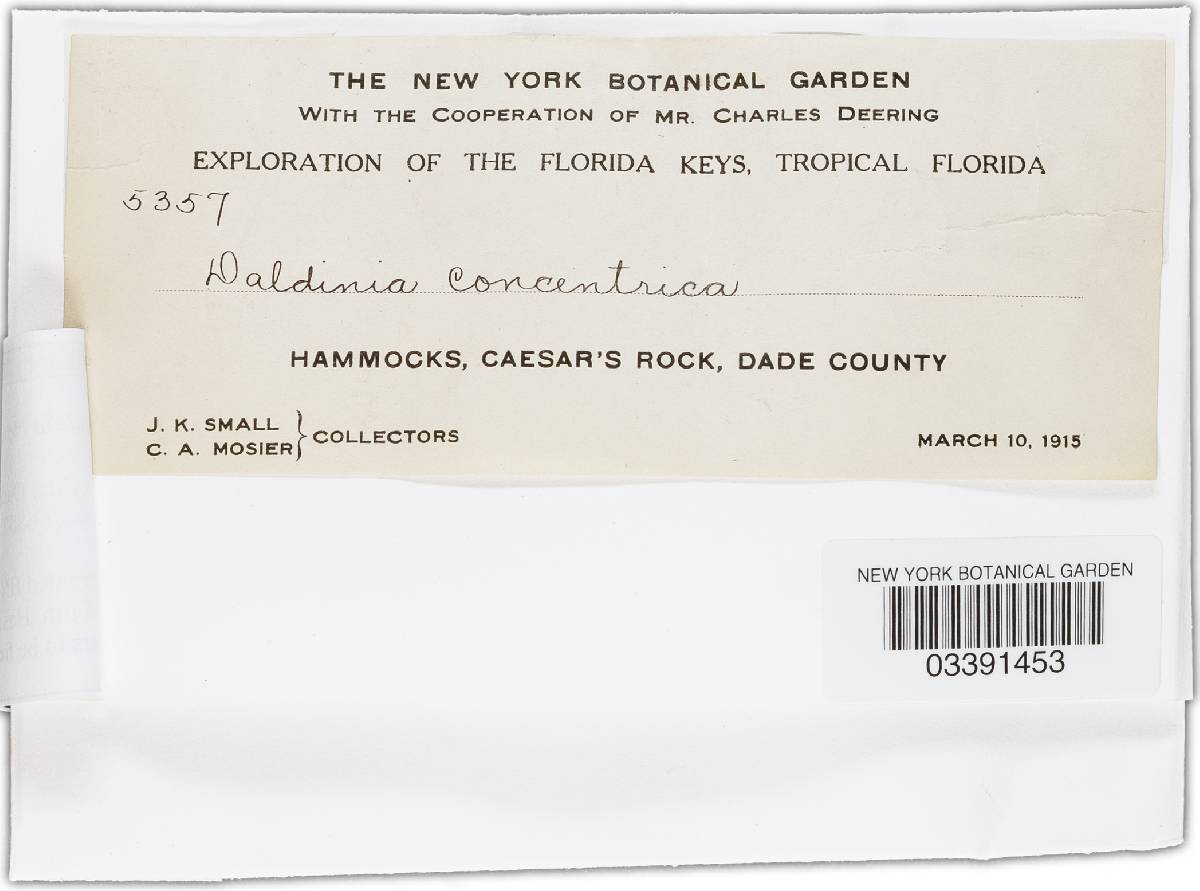 THE NEW YORK BOTANICAL GARDEN
WITH THE COOPERATION OF MR. CHARLES DEERING
EXPLORATION OF THE FLORIDA KEYS, TROPICAL FLORIDA
5357
Daldinia concentrica
HAMMOCKS, CAESAR'S ROCK, DADE COUNTY
J. K. SMALL
C. A. MOSIER } COLLECTORS
MARCH 10, 1915
NEW YORK BOTANICAL GARDEN
03391453